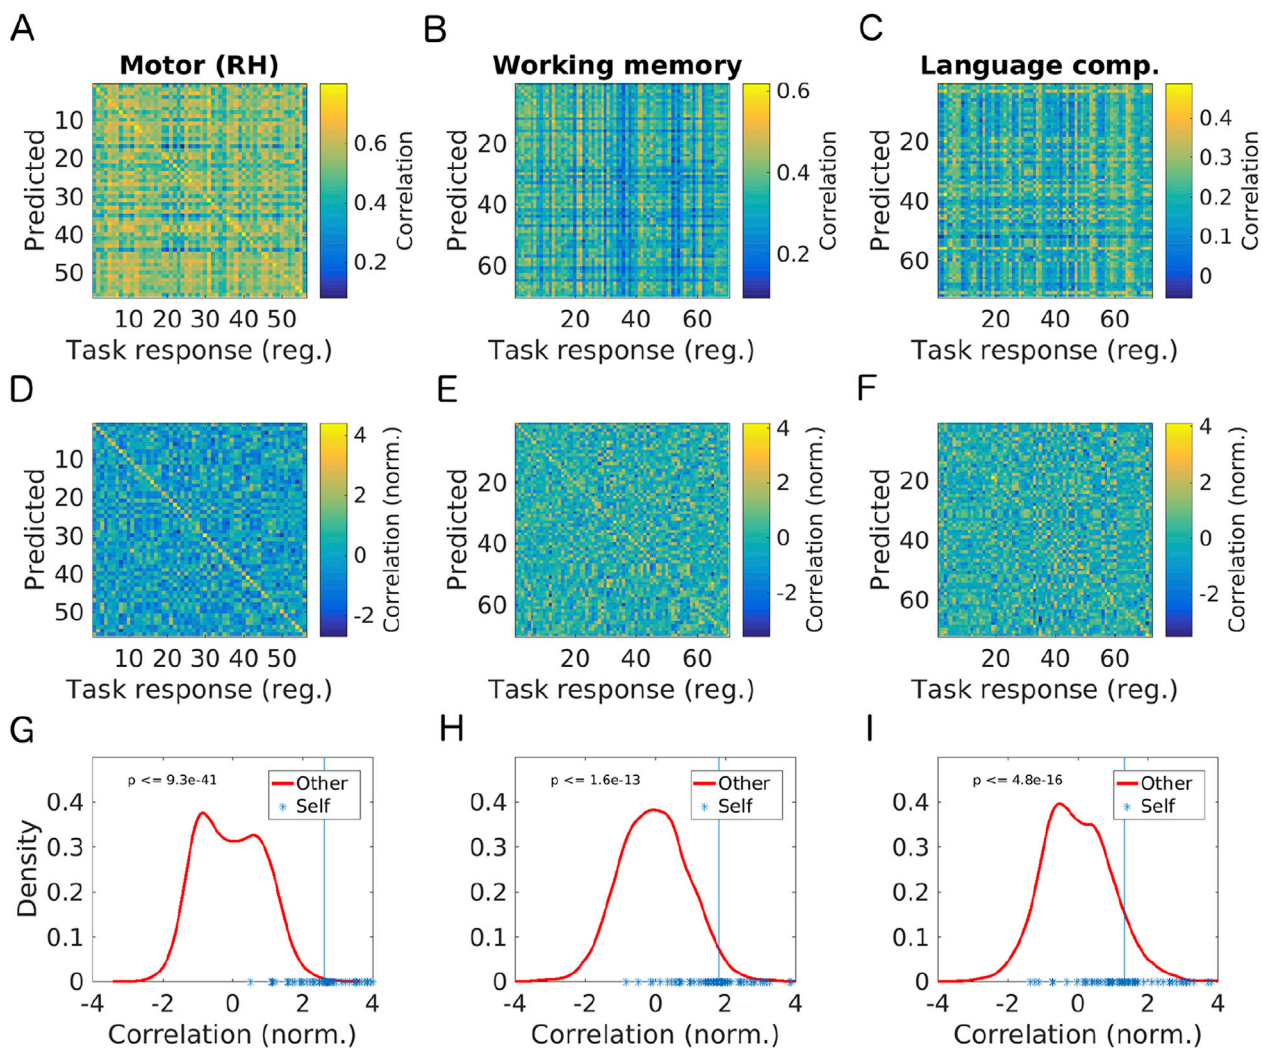 A
B
C
Motor (RH)
Working memory
Language comp.
10
20
30
40
50
Predicted
10 20 30 40 50
Task response (reg.)
0.6
0.4
0.2
Correlation
20
40
60
Predicted
20 40 60
Task response (reg.)
0.6
0.4
0.2
Correlation
20
40
60
Predicted
20 40 60
Task response (reg.)
0.4
0.3
0.2
0.1
0
Correlation
D
E
F
10
20
30
40
50
Predicted
10 20 30 40 50
Task response (reg.)
4
2
0
-2
Correlation (norm.)
20
40
60
Predicted
20 40 60
Task response (reg.)
4
2
0
-2
Correlation (norm.)
20
40
60
Predicted
20 40 60
Task response (reg.)
4
2
0
-2
Correlation (norm.)
G
H
I
p <= 9.3e-41
Other
Self
0.4
0.3
0.2
0.1
0
Density
-4 -2 0 2 4
Correlation (norm.)
p <= 1.6e-13
Other
Self
0.4
0.3
0.2
0.1
0
-4 -2 0 2 4
Correlation (norm.)
p <= 4.8e-16
Other
Self
0.4
0.3
0.2
0.1
0
-4 -2 0 2 4
Correlation (norm.)